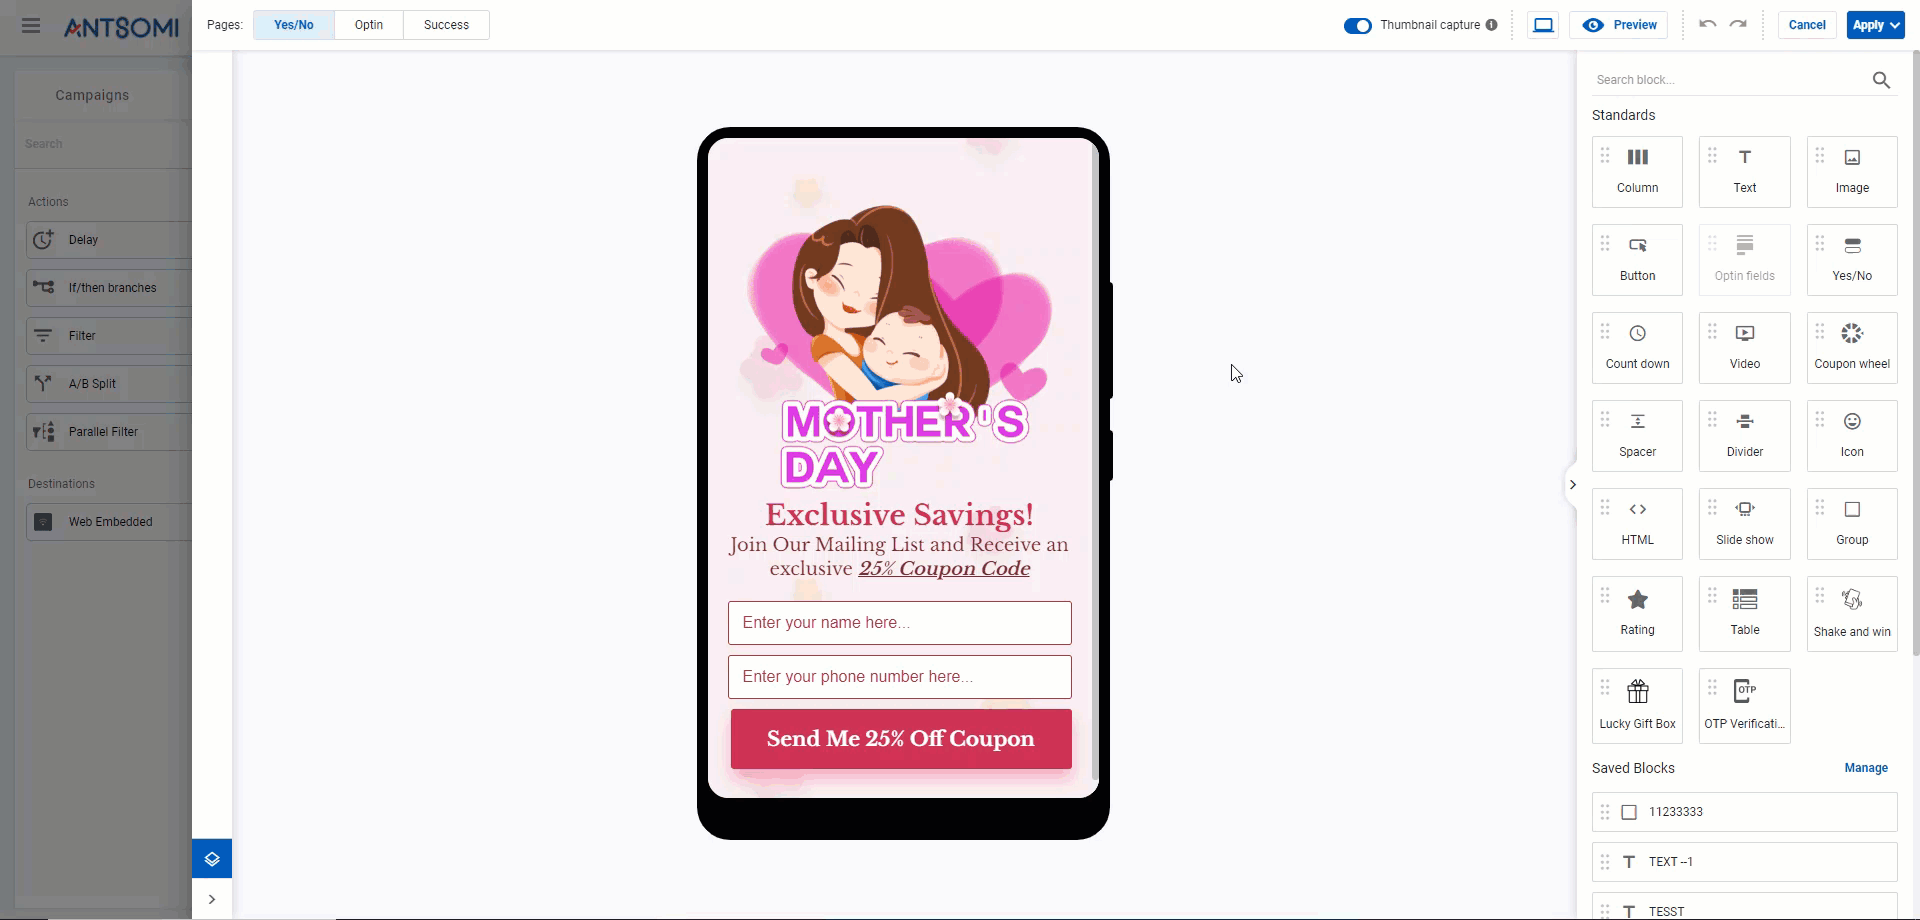 ANTSOMI
Pages:
Yes/No
Optin
Success
Thumbnail capture
Preview
Cancel
Apply
Campaigns
Search
Actions
Delay
If/then branches
Filter
A/B Split
Parallel Filter
Destinations
Web Embedded
MOTHER'S
DAY
Exclusive Savings!
Join Our Mailing List and Receive an
exclusive 25% Coupon Code
Enter your name here...
Enter your phone number here...
Send Me 25% Off Coupon
Search block...
Standards
Column
Text
Image
Button
Optin fields
Yes/No
Count down
Video
Coupon wheel
Spacer
Divider
Icon
HTML
Slide show
Group
Rating
Table
Shake and win
Lucky Gift Box
OTP
OTP Verificati...
Saved Blocks
Manage
11233333
TEXT --1
TESST